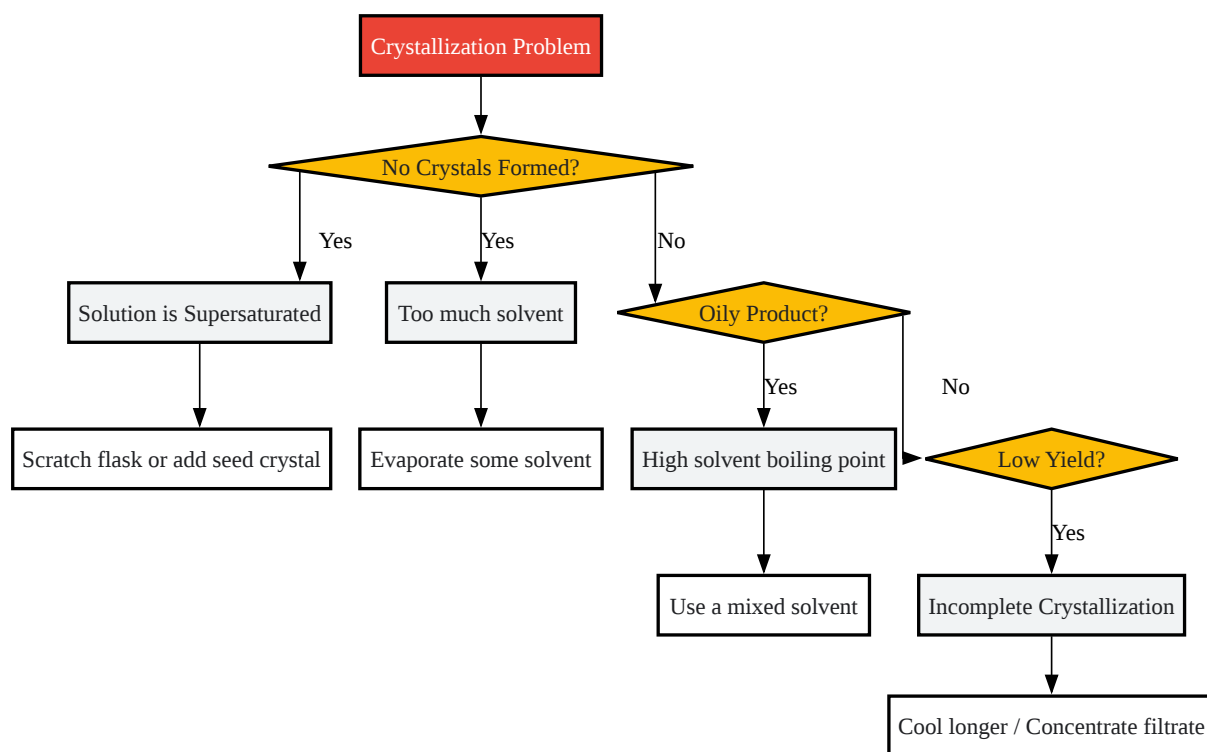 Crystallization Problem
No Crystals Formed?
Yes
Yes
No
Solution is Supersaturated
Too much solvent
Oily Product?
Yes
No
Scratch flask or add seed crystal
Evaporate some solvent
High solvent boiling point
Low Yield?
Yes
Use a mixed solvent
Incomplete Crystallization
Cool longer / Concentrate filtrate